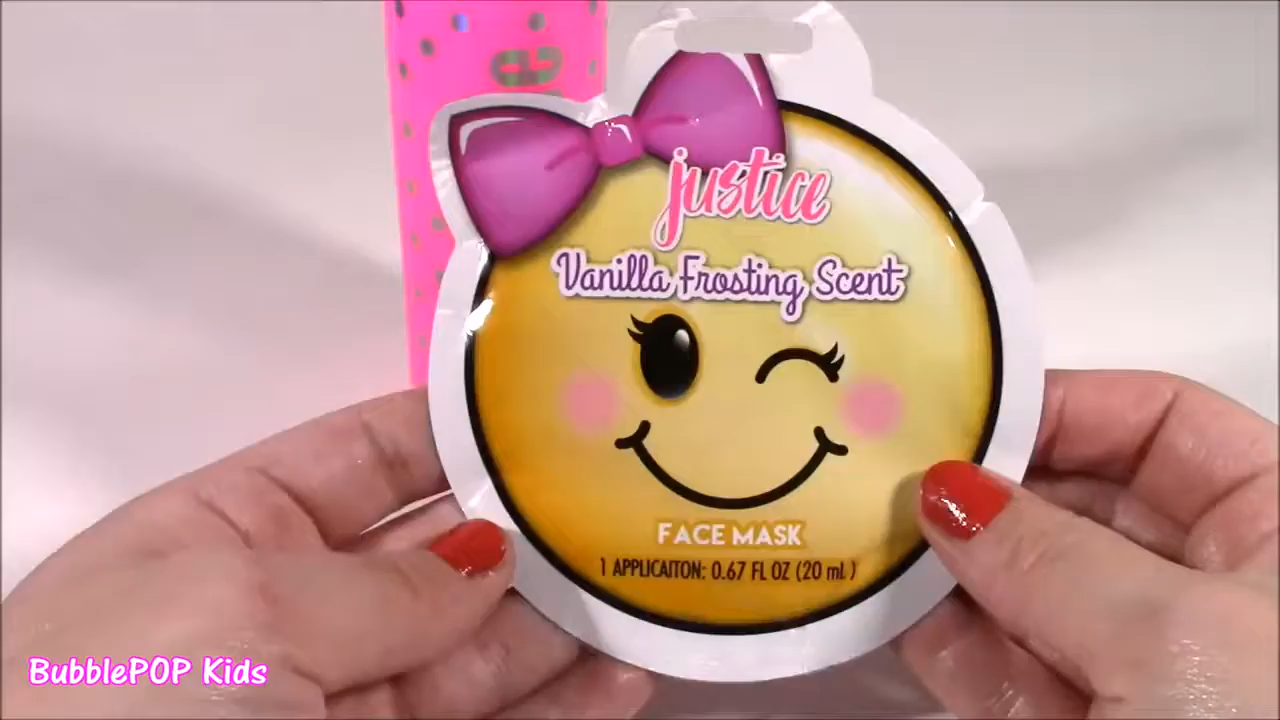 justice
Vanilla Frosting Scent
FACE MASK
1 APPLICAITON: 0.67 FL OZ (20 mL)
BubblePOP Kids